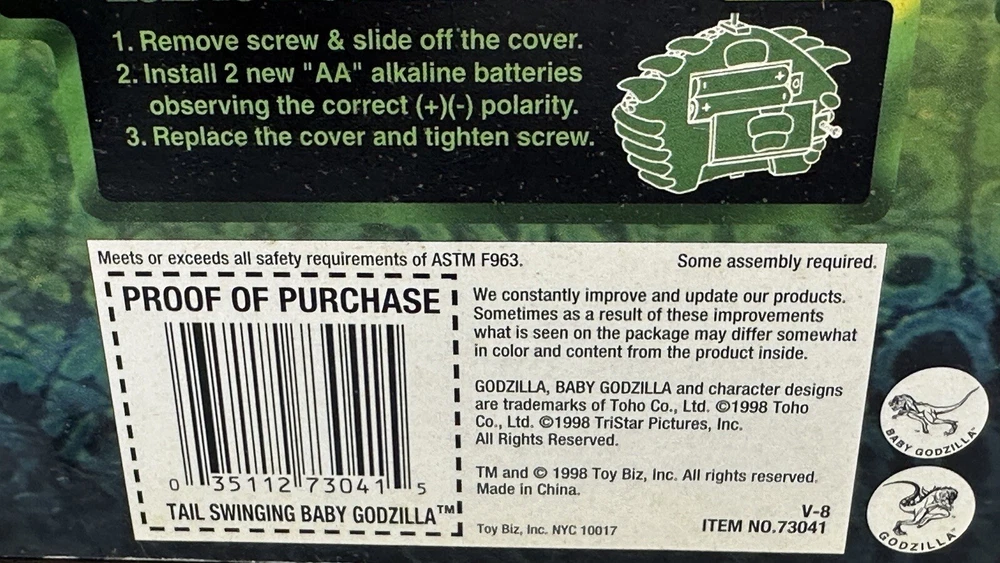 1. Remove screw & slide off the cover.
2. Install 2 new "AA" alkaline batteries
observing the correct (+)(-) polarity.
3. Replace the cover and tighten screw.
Meets or exceeds all safety requirements of ASTM F963.
Some assembly required.
PROOF OF PURCHASE
0 35112 73041 5
TAIL SWINGING BABY GODZILLA™
We constantly improve and update our products.
Sometimes as a result of these improvements
what is seen on the package may differ somewhat
in color and content from the product inside.
GODZILLA, BABY GODZILLA and character designs
are trademarks of Toho Co., Ltd. ©1998 Toho
Co., Ltd. ©1998 TriStar Pictures, Inc.
All Rights Reserved.
TM and © 1998 Toy Biz, Inc. All rights reserved.
Made in China.
Toy Biz, Inc. NYC 10017
V-8
ITEM NO.73041
BABY GODZILLA™
GODZILLA™